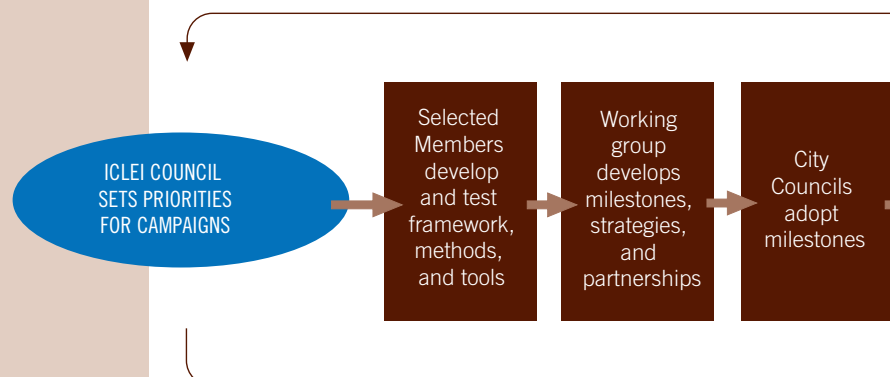 ICLEI COUNCIL
SETS PRIORITIES
FOR CAMPAIGNS
Selected
Members
develop
and test
framework,
methods,
and tools
Working
group
develops
milestones,
strategies,
and
partnerships
City
Councils
adopt
milestones